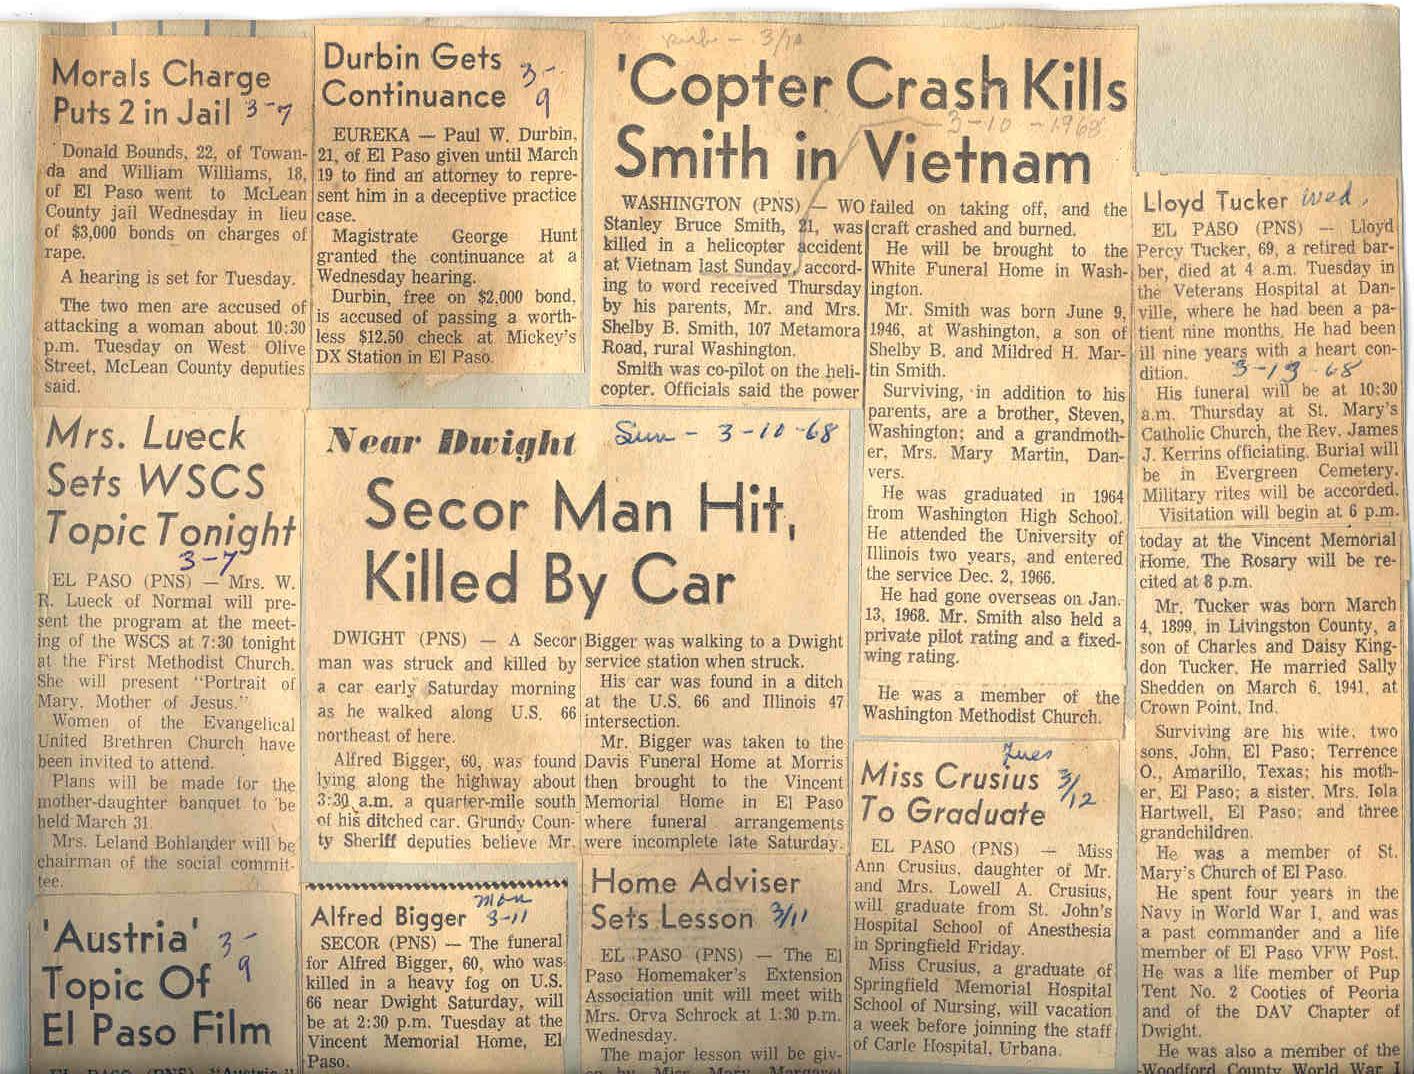 Morals Charge
Puts 2 in Jail 3-7
Donald Bounds, 22, of Towan-
da and William Williams, 18,
of El Paso went to McLean
County jail Wednesday in lieu
of $3,000 bonds on charges of
rape.
A hearing is set for Tuesday.
The two men are accused of
attacking a woman about 10:30
p.m. Tuesday on West Olive
Street, McLean County deputies
said.
Mrs. Lueck
Sets WSCS
Topic Tonight
3-7
EL PASO (PNS) — Mrs. W.
R. Lueck of Normal will pre-
sent the program at the meet-
ing of the WSCS at 7:30 tonight
at the First Methodist Church.
She will present "Portrait of
Mary, Mother of Jesus."
Women of the Evangelical
United Brethren Church have
been invited to attend.
Plans will be made for the
mother-daughter banquet to be
held March 31.
Mrs. Leland Bohlander will be
chairman of the social commit-
tee.
'Austria' 3-
Topic Of 9
El Paso Film
Durbin Gets 3-
Continuance 9
EUREKA — Paul W. Durbin,
21, of El Paso given until March
19 to find an attorney to repre-
sent him in a deceptive practice
case.
Magistrate George Hunt
granted the continuance at a
Wednesday hearing.
Durbin, free on $2,000 bond,
is accused of passing a worth-
less $12.50 check at Mickey's
DX Station in El Paso.
Near Dwight Sun - 3-10-68
Secor Man Hit,
Killed By Car
DWIGHT (PNS) — A Secor
man was struck and killed by
a car early Saturday morning
as he walked along U.S. 66
northeast of here.
Alfred Bigger, 60, was found
lying along the highway about
3:30 a.m. a quarter-mile south
of his ditched car. Grundy Coun-
ty Sheriff deputies believe Mr.
Bigger was walking to a Dwight
service station when struck.
His car was found in a ditch
at the U.S. 66 and Illinois 47
intersection.
Mr. Bigger was taken to the
Davis Funeral Home at Morris
then brought to the Vincent
Memorial Home in El Paso
where funeral arrangements
were incomplete late Saturday.
Mon
Alfred Bigger 3-11
SECOR (PNS) — The funeral
for Alfred Bigger, 60, who was
killed in a heavy fog on U.S.
66 near Dwight Saturday, will
be at 2:30 p.m. Tuesday at the
Vincent Memorial Home, El
Paso.
Home Adviser
Sets Lesson 3/11
EL PASO (PNS) — The El
Paso Homemaker's Extension
Association unit will meet with
Mrs. Orva Schrock at 1:30 p.m.
Wednesday.
The major lesson will be giv-
en by Miss Mary Margaret
3/10
'Copter Crash Kills
3-10-1968
Smith in Vietnam
WASHINGTON (PNS) — WO
Stanley Bruce Smith, 21, was
killed in a helicopter accident
at Vietnam last Sunday, accord-
ing to word received Thursday
by his parents, Mr. and Mrs.
Shelby B. Smith, 107 Metamora
Road, rural Washington.
Smith was co-pilot on the heli-
copter. Officials said the power
failed on taking off, and the
craft crashed and burned.
He will be brought to the
White Funeral Home in Wash-
ington.
Mr. Smith was born June 9,
1946, at Washington, a son of
Shelby B. and Mildred H. Mar-
tin Smith.
Surviving, in addition to his
parents, are a brother, Steven,
Washington; and a grandmoth-
er, Mrs. Mary Martin, Dan-
vers.
He was graduated in 1964
from Washington High School.
He attended the University of
Illinois two years, and entered
the service Dec. 2, 1966.
He had gone overseas on Jan.
13, 1968. Mr. Smith also held a
private pilot rating and a fixed-
wing rating.
He was a member of the
Washington Methodist Church.
Tues
Miss Crusius 3/12
To Graduate
EL PASO (PNS) — Miss
Ann Crusius, daughter of Mr.
and Mrs. Lowell A. Crusius,
will graduate from St. John's
Hospital School of Anesthesia
in Springfield Friday.
Miss Crusius, a graduate of
Springfield Memorial Hospital
School of Nursing, will vacation
a week before joinning the staff
of Carle Hospital, Urbana.
Lloyd Tucker Wed,
EL PASO (PNS) — Lloyd
Percy Tucker, 69, a retired bar-
ber, died at 4 a.m. Tuesday in
the Veterans Hospital at Dan-
ville, where he had been a pa-
tient nine months. He had been
ill nine years with a heart con-
dition. 3-13-68
His funeral will be at 10:30
a.m. Thursday at St. Mary's
Catholic Church, the Rev. James
J. Kerrins officiating. Burial will
be in Evergreen Cemetery.
Military rites will be accorded.
Visitation will begin at 6 p.m.
today at the Vincent Memorial
Home. The Rosary will be re-
cited at 8 p.m.
Mr. Tucker was born March
4, 1899, in Livingston County, a
son of Charles and Daisy King-
don Tucker. He married Sally
Shedden on March 6, 1941, at
Crown Point, Ind.
Surviving are his wife, two
sons, John, El Paso; Terrence
O., Amarillo, Texas; his moth-
er, El Paso; a sister, Mrs. Iola
Hartwell, El Paso; and three
grandchildren.
He was a member of St.
Mary's Church of El Paso.
He spent four years in the
Navy in World War I, and was
a past commander and a life
member of El Paso VFW Post.
He was a life member of Pup
Tent No. 2 Cooties of Peoria
and of the DAV Chapter of
Dwight.
He was also a member of the
Woodford County World War I